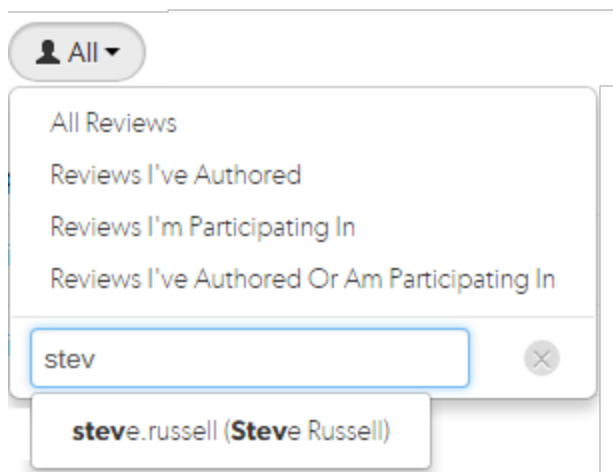 All
All Reviews
Reviews I've Authored
Reviews I'm Participating In
Reviews I've Authored Or Am Participating In
stev
steve.russell (Steve Russell)